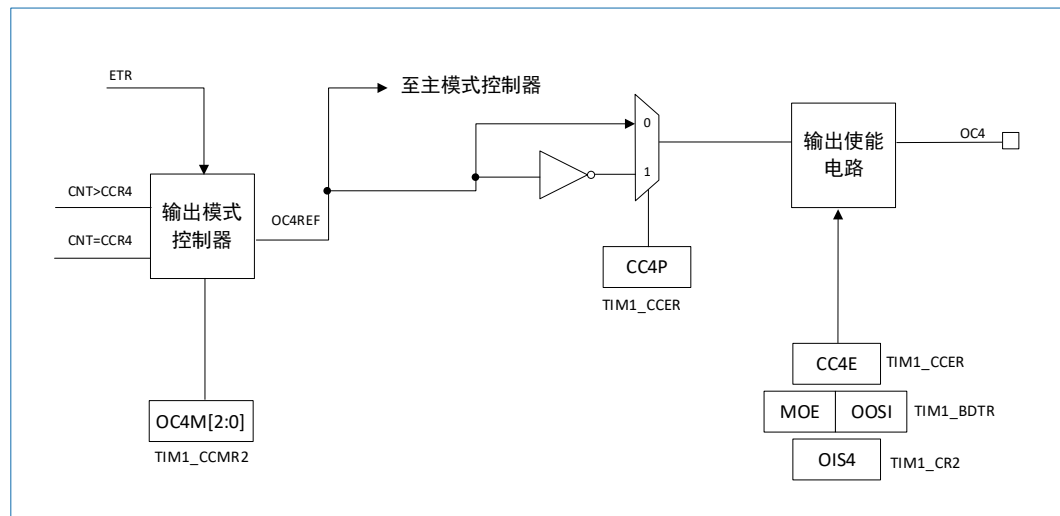 ETR
至主模式控制器
0
1
输出使能
电路
OC4
CNT>CCR4
CNT=CCR4
输出模式
控制器
OC4REF
CC4P
TIM1_CCER
CC4E
TIM1_CCER
MOE
OOSI
TIM1_BDTR
OIS4
TIM1_CR2
OC4M[2:0]
TIM1_CCMR2